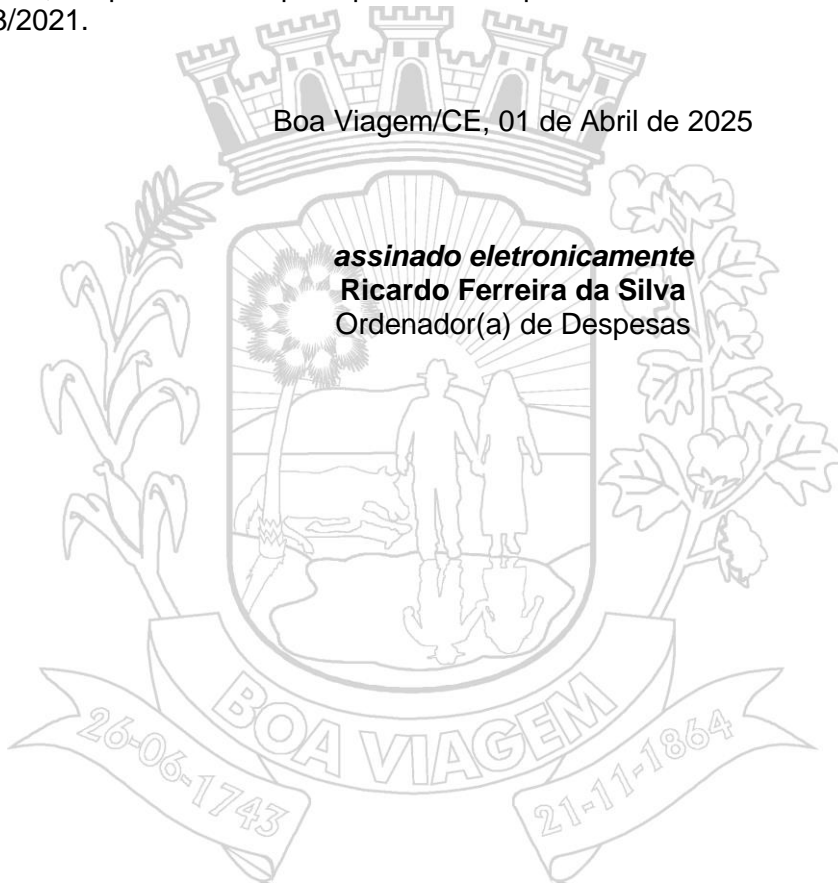 3/2021.
Boa Viagem/CE, 01 de Abril de 2025
assinado eletronicamente
Ricardo Ferreira da Silva
Ordenador(a) de Despesas
BOA VIAGEM
26-06-1743
21-11-1864